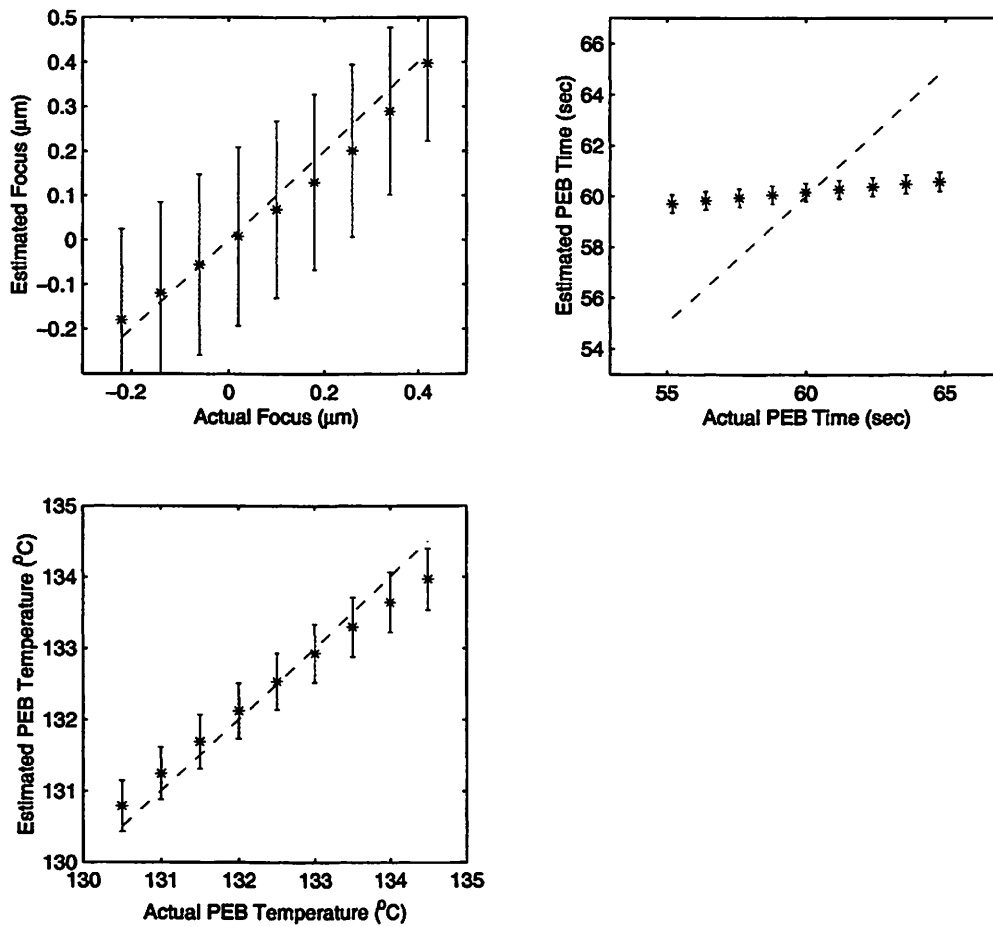 0.5
0.4
0.3
0.2
0.1
0
−0.1
−0.2
Estimated Focus (μm)
−0.2 0 0.2 0.4
Actual Focus (μm)
66
64
62
60
58
56
54
Estimated PEB Time (sec)
55 60 65
Actual PEB Time (sec)
135
134
133
132
131
130
Estimated PEB Temperature (⁰C)
130 131 132 133 134 135
Actual PEB Temperature (⁰C)